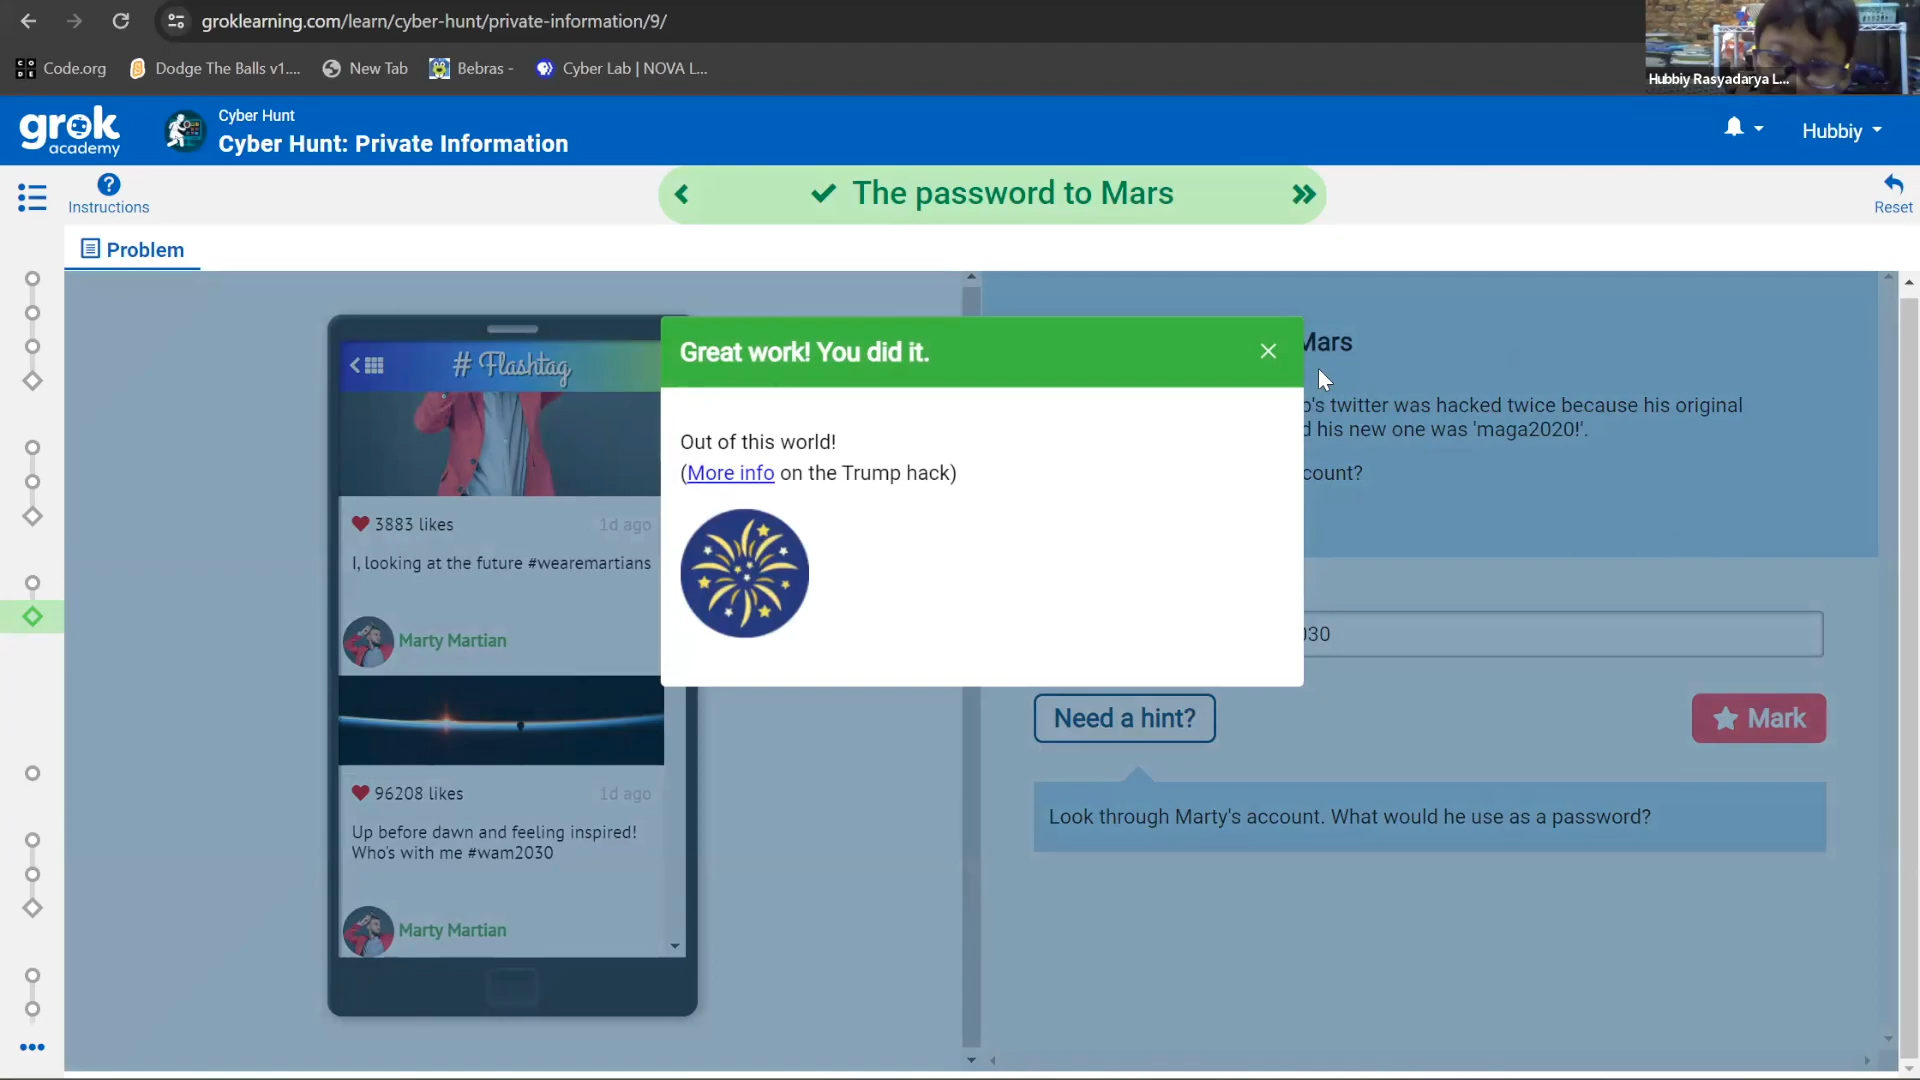 groklearning.com/learn/cyber-hunt/private-information/9/
Code.org
Dodge The Balls v1....
New Tab
Bebras -
Cyber Lab | NOVA L...
Hubbiy Rasyadarya L...
grok
academy
Cyber Hunt
Cyber Hunt: Private Information
Hubbiy
Instructions
The password to Mars
Reset
Problem
# Flashtag
3883 likes
1d ago
I, looking at the future #wearemartians
Marty Martian
96208 likes
1d ago
Up before dawn and feeling inspired!
Who's with me #wam2030
Marty Martian
Great work! You did it.
Out of this world!
(More info on the Trump hack)
Mars
's twitter was hacked twice because his original
his new one was 'maga2020!'.
count?
030
Need a hint?
Mark
Look through Marty's account. What would he use as a password?